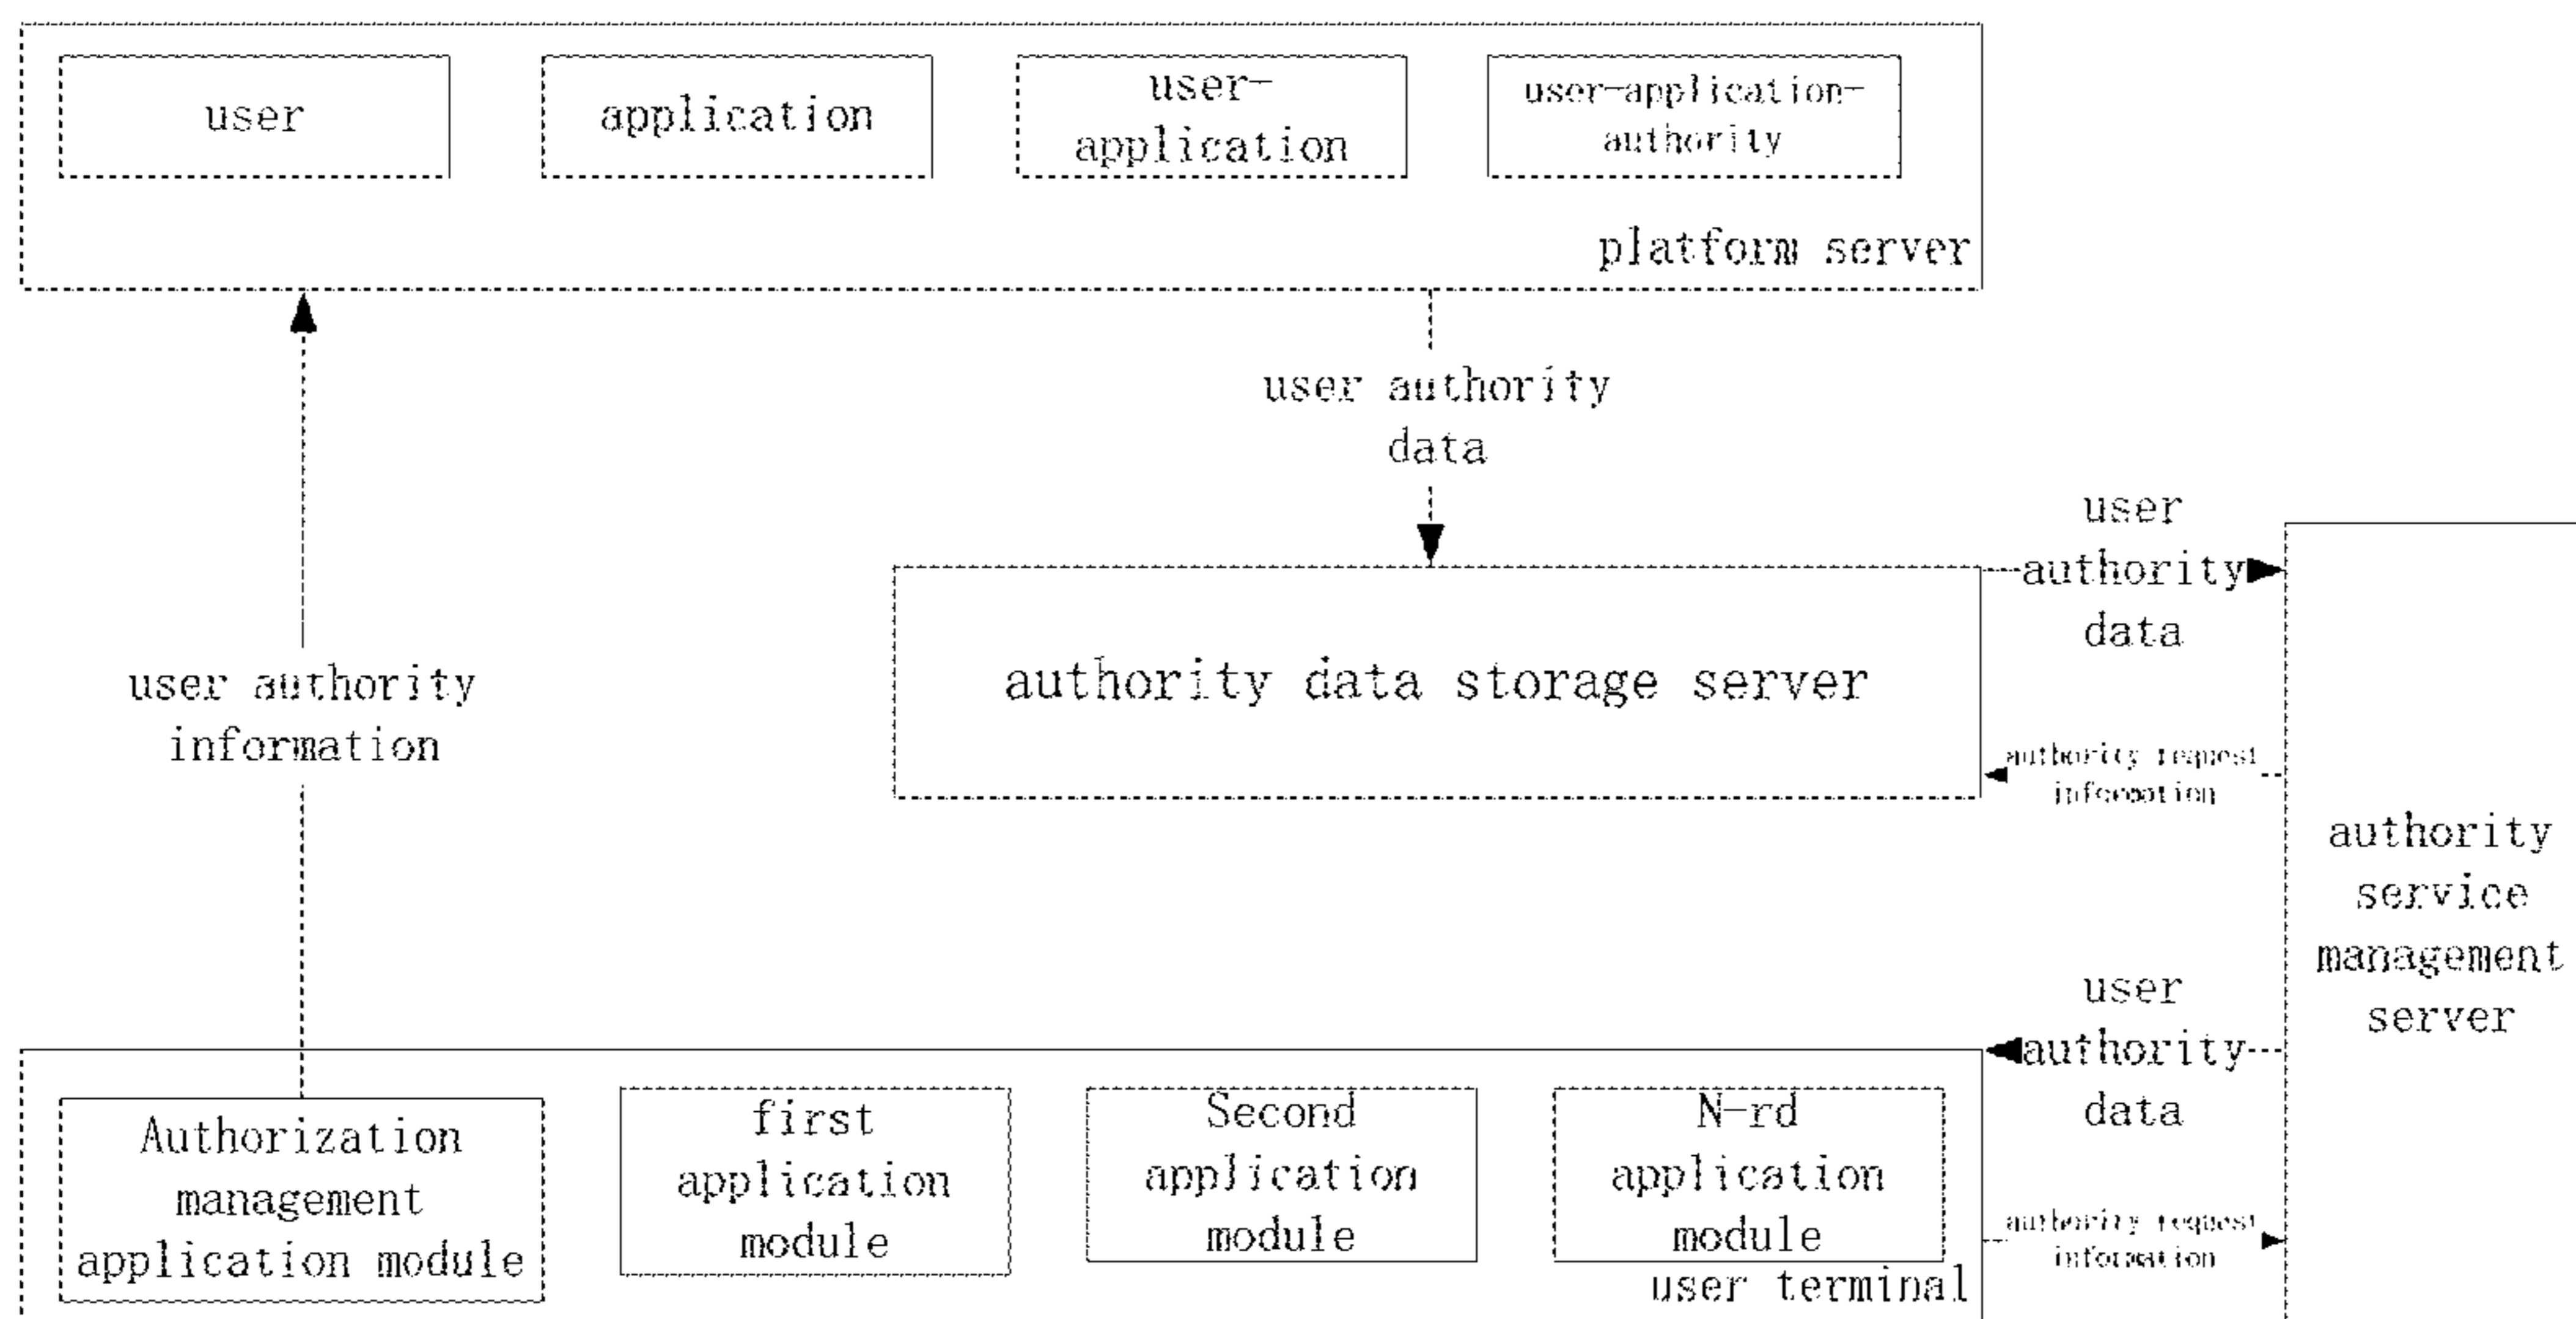 user
application
user-
application
user-application-
authority
platform server
user authority
data
user
authority
data
authority data storage server
user authority
information
authority request
information
authority
service
management
server
user
authority
data
Authorization
management
application module
first
application
module
Second
application
module
N-rd
application
module
user terminal
authority request
information